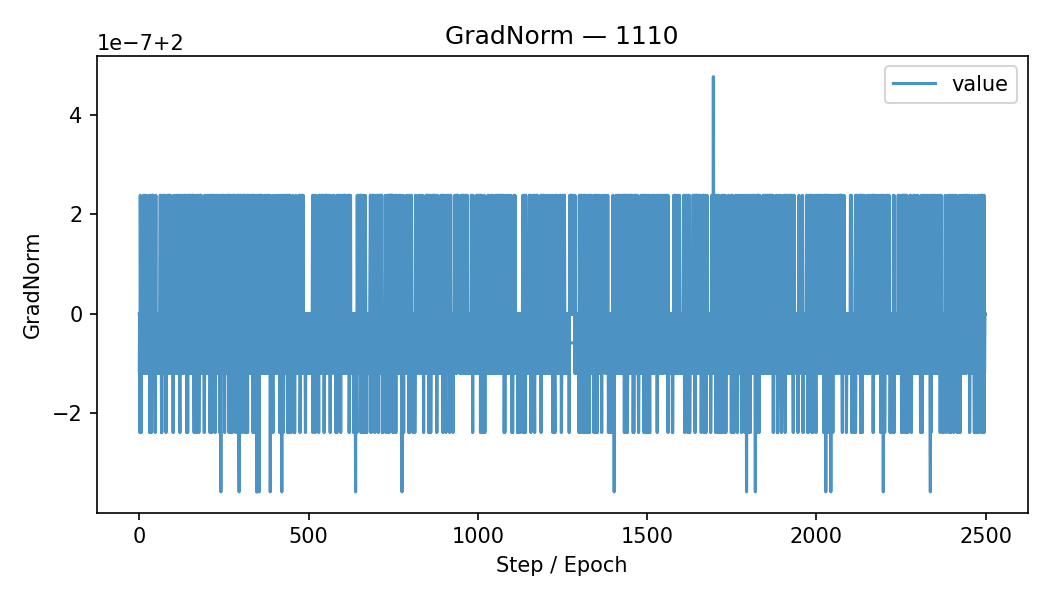 GradNorm — 1110
1e−7+2
value
4
2
0
−2
GradNorm
0
500
1000
1500
2000
2500
Step / Epoch